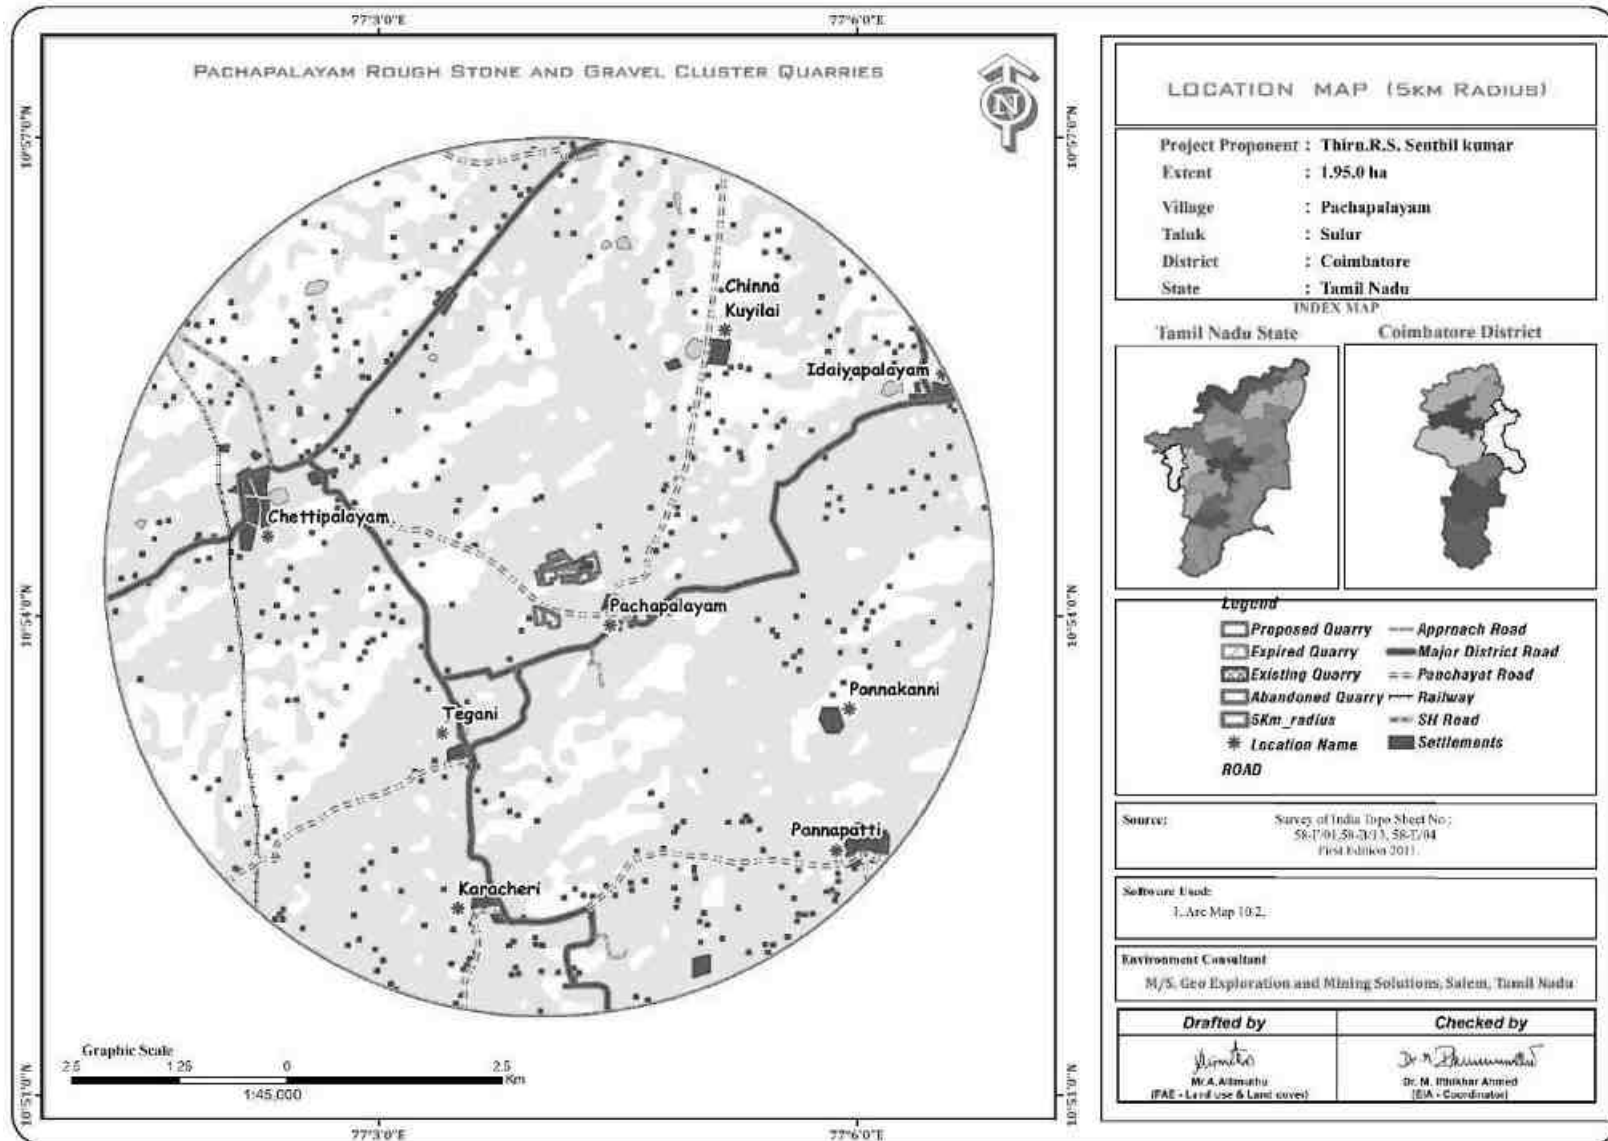 77°3'0"E 77°6'0"E
PACHAPALAYAM ROUGH STONE AND GRAVEL CLUSTER QUARRIES
N
10°57'0"N 10°57'0"N
Chinna
Kuyilai
Idaiyapalayam
Chettipalayam
Pachapalayam
10°54'0"N 10°54'0"N
Ponnakanni
Tegani
Pannapatti
Karacheri
Graphic Scale
2.5 1.25 0 2.5
Km
1:45,000
10°51'0"N 10°51'0"N
77°3'0"E 77°6'0"E
LOCATION MAP (5KM RADIUS)
Project Proponent : Thiru.R.S. Senthil kumar
Extent : 1.95.0 ha
Village : Pachapalayam
Taluk : Sulur
District : Coimbatore
State : Tamil Nadu
INDEX MAP
Tamil Nadu State Coimbatore District
Legend
Proposed Quarry Approach Road
Expired Quarry Major District Road
Existing Quarry Panchayat Road
Abandoned Quarry Railway
5Km_radius SH Road
Location Name Settlements
ROAD
Source: Survey of India Topo Sheet No :
First Edition 2011.
Software Used:
1. Arc Map 10.2.
Environment Consultant
M/S. Geo Exploration and Mining Solutions, Salem, Tamil Nadu
Drafted by Checked by
Mr.A.Allimuthu Dr. M. Ifthikhar Ahmed
(FAE - Land use & Land cover) (EIA - Coordinator)